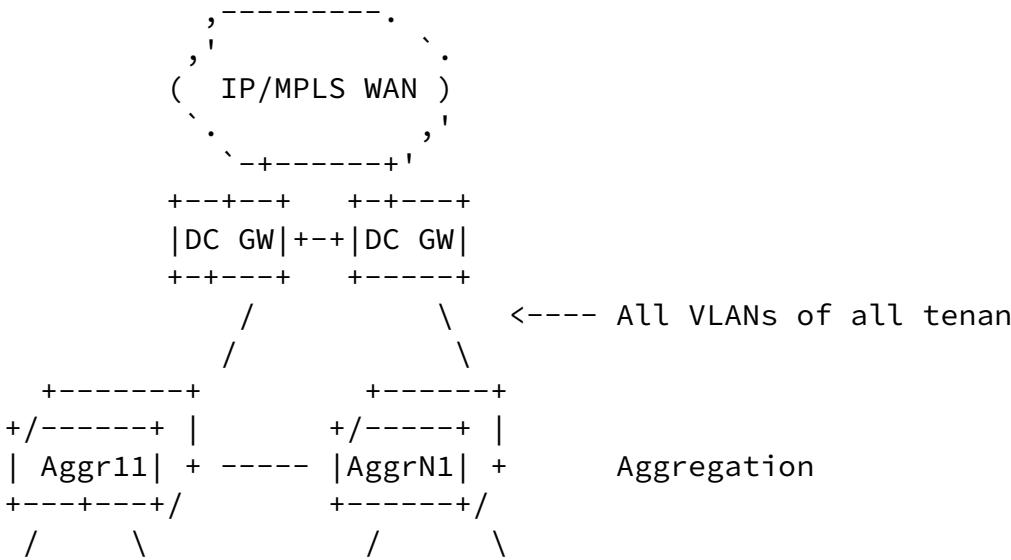 IP/MPLS WAN
DC GW DC GW
<---- All VLANs of all tenan
Aggr11 AggrN1 Aggregation